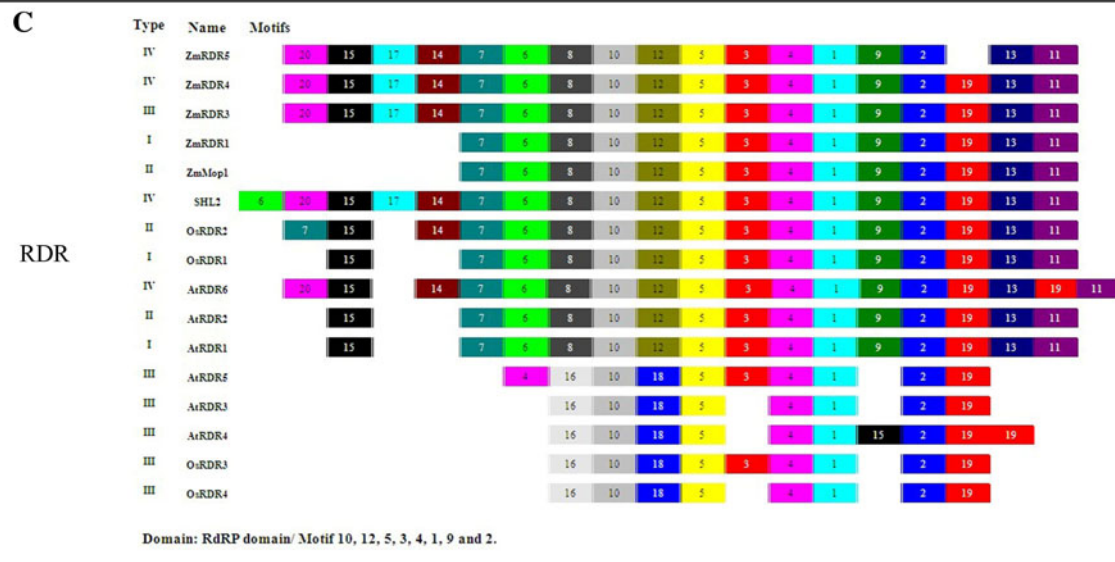 C
Type Name Motifs
IV ZmRDR5 20 15 17 14 7 6 8 10 12 5 3 4 1 9 2 13 11
IV ZmRDR4 20 15 17 14 7 6 8 10 12 5 3 4 1 9 2 19 13 11
III ZmRDR3 20 15 17 14 7 6 8 10 12 5 3 4 1 9 2 19 13 11
I ZmRDR1 7 6 8 10 12 5 3 4 1 9 2 19 13 11
II ZmMop1 7 6 8 10 12 5 3 4 1 9 2 19 13 11
IV SHL2 6 20 15 17 14 7 6 8 10 12 5 3 4 1 9 2 19 13 11
II OsRDR2 7 15 14 7 6 8 10 12 5 3 4 1 9 2 19 13 11
RDR
I OsRDR1 15 7 6 8 10 12 5 3 4 1 9 2 19 13 11
IV AtRDR6 20 15 14 7 6 8 10 12 5 3 4 1 9 2 19 13 19 11
II AtRDR2 15 7 6 8 10 12 5 3 4 1 9 2 19 13 11
I AtRDR1 15 7 6 8 10 12 5 3 4 1 9 2 19 13 11
III AtRDR5 4 16 10 18 5 3 4 1 2 19
III AtRDR3 16 10 18 5 4 1 2 19
III AtRDR4 16 10 18 5 4 1 15 2 19 19
III OsRDR3 16 10 18 5 3 4 1 2 19
III OsRDR4 16 10 18 5 4 1 2 19
Domain: RdRP domain/ Motif 10, 12, 5, 3, 4, 1, 9 and 2.